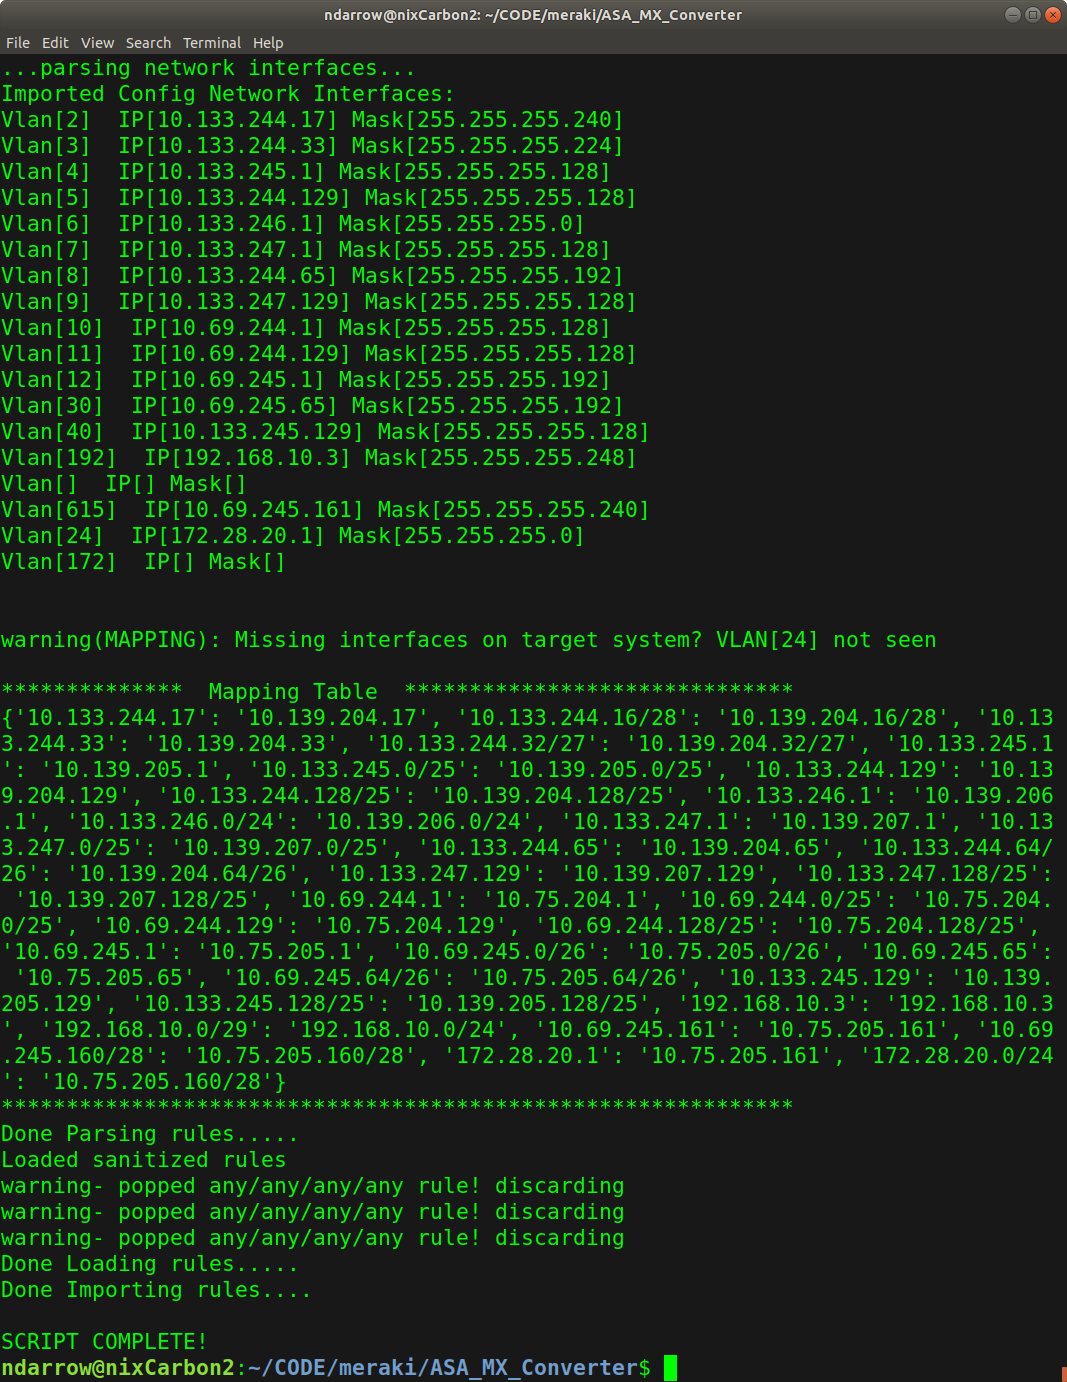 ndarrow@nixCarbon2: ~/CODE/meraki/ASA_MX_Converter
File Edit View Search Terminal Help
...parsing network interfaces...
Imported Config Network Interfaces:
Vlan[2]  IP[10.133.244.17] Mask[255.255.255.240]
Vlan[3]  IP[10.133.244.33] Mask[255.255.255.224]
Vlan[4]  IP[10.133.245.1] Mask[255.255.255.128]
Vlan[5]  IP[10.133.244.129] Mask[255.255.255.128]
Vlan[6]  IP[10.133.246.1] Mask[255.255.255.0]
Vlan[7]  IP[10.133.247.1] Mask[255.255.255.128]
Vlan[8]  IP[10.133.244.65] Mask[255.255.255.192]
Vlan[9]  IP[10.133.247.129] Mask[255.255.255.128]
Vlan[10]  IP[10.69.244.1] Mask[255.255.255.128]
Vlan[11]  IP[10.69.244.129] Mask[255.255.255.128]
Vlan[12]  IP[10.69.245.1] Mask[255.255.255.192]
Vlan[30]  IP[10.69.245.65] Mask[255.255.255.192]
Vlan[40]  IP[10.133.245.129] Mask[255.255.255.128]
Vlan[192]  IP[192.168.10.3] Mask[255.255.255.248]
Vlan[]  IP[] Mask[]
Vlan[615]  IP[10.69.245.161] Mask[255.255.255.240]
Vlan[24]  IP[172.28.20.1] Mask[255.255.255.0]
Vlan[172]  IP[] Mask[]
warning(MAPPING): Missing interfaces on target system? VLAN[24] not seen
**************  Mapping Table  ******************************
{'10.133.244.17': '10.139.204.17', '10.133.244.16/28': '10.139.204.16/28', '10.13
3.244.33': '10.139.204.33', '10.133.244.32/27': '10.139.204.32/27', '10.133.245.1
': '10.139.205.1', '10.133.245.0/25': '10.139.205.0/25', '10.133.244.129': '10.13
9.204.129', '10.133.244.128/25': '10.139.204.128/25', '10.133.246.1': '10.139.206
.1', '10.133.246.0/24': '10.139.206.0/24', '10.133.247.1': '10.139.207.1', '10.13
3.247.0/25': '10.139.207.0/25', '10.133.244.65': '10.139.204.65', '10.133.244.64/
26': '10.139.204.64/26', '10.133.247.129': '10.139.207.129', '10.133.247.128/25':
 '10.139.207.128/25', '10.69.244.1': '10.75.204.1', '10.69.244.0/25': '10.75.204.
0/25', '10.69.244.129': '10.75.204.129', '10.69.244.128/25': '10.75.204.128/25',
'10.69.245.1': '10.75.205.1', '10.69.245.0/26': '10.75.205.0/26', '10.69.245.65':
 '10.75.205.65', '10.69.245.64/26': '10.75.205.64/26', '10.133.245.129': '10.139.
205.129', '10.133.245.128/25': '10.139.205.128/25', '192.168.10.3': '192.168.10.3
', '192.168.10.0/29': '192.168.10.0/24', '10.69.245.161': '10.75.205.161', '10.69
.245.160/28': '10.75.205.160/28', '172.28.20.1': '10.75.205.161', '172.28.20.0/24
': '10.75.205.160/28'}
*************************************************************
Done Parsing rules.....
Loaded sanitized rules
warning- popped any/any/any/any rule! discarding
warning- popped any/any/any/any rule! discarding
warning- popped any/any/any/any rule! discarding
Done Loading rules.....
Done Importing rules....
SCRIPT COMPLETE!
ndarrow@nixCarbon2:~/CODE/meraki/ASA_MX_Converter$